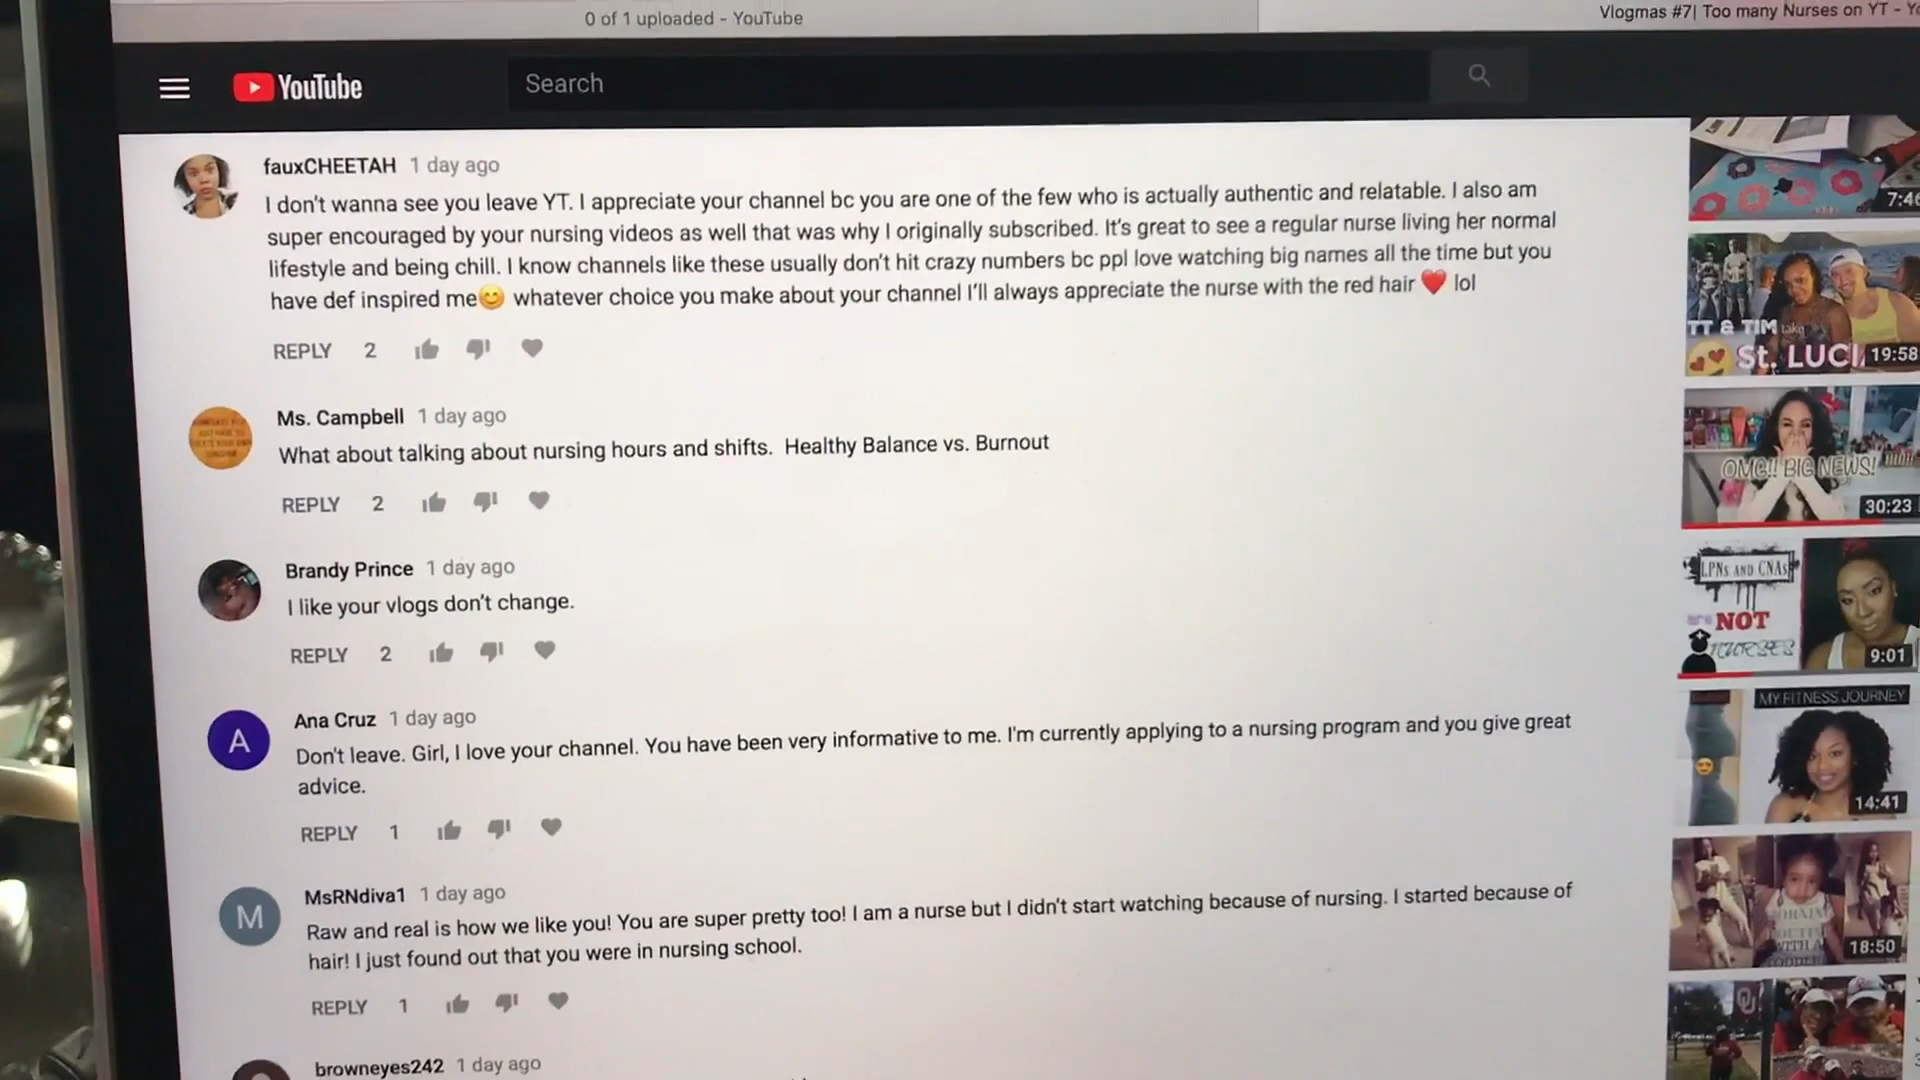 0 of 1 uploaded - YouTube
Vlogmas #7| Too many Nurses on YT - Y
YouTube
Search
fauxCHEETAH 1 day ago
I don't wanna see you leave YT. I appreciate your channel bc you are one of the few who is actually authentic and relatable. I also am
super encouraged by your nursing videos as well that was why I originally subscribed. It's great to see a regular nurse living her normal
lifestyle and being chill. I know channels like these usually don't hit crazy numbers bc ppl love watching big names all the time but you
have def inspired me😊 whatever choice you make about your channel I'll always appreciate the nurse with the red hair ❤️ lol
REPLY 2
Ms. Campbell 1 day ago
What about talking about nursing hours and shifts. Healthy Balance vs. Burnout
REPLY 2
Brandy Prince 1 day ago
I like your vlogs don't change.
REPLY 2
A
Ana Cruz 1 day ago
Don't leave. Girl, I love your channel. You have been very informative to me. I'm currently applying to a nursing program and you give great
advice.
REPLY 1
M
MsRNdiva1 1 day ago
Raw and real is how we like you! You are super pretty too! I am a nurse but I didn't start watching because of nursing. I started because of
hair! I just found out that you were in nursing school.
REPLY 1
browneyes242 1 day ago
7:46
TT & TIM take
St. LUCI
19:58
OMG!! BIG NEWS!
30:23
LPNs AND CNAs
are NOT
NURSES
9:01
MY FITNESS JOURNEY
14:41
WITH A
TODDLER
18:50
OU